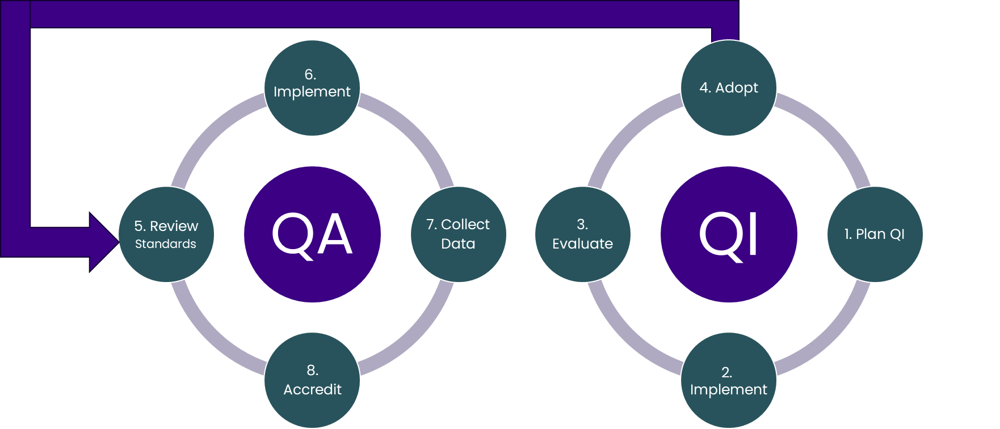 6.
Implement
4. Adopt
5. Review
Standards
QA
7. Collect
Data
3.
Evaluate
QI
1. Plan QI
8.
Accredit
2.
Implement